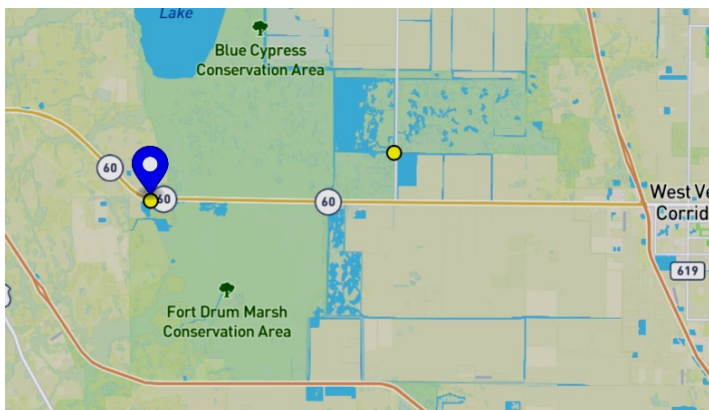 Lake
Blue Cypress
Conservation Area
60
60
60
West Ve
Corrid
619
Fort Drum Marsh
Conservation Area